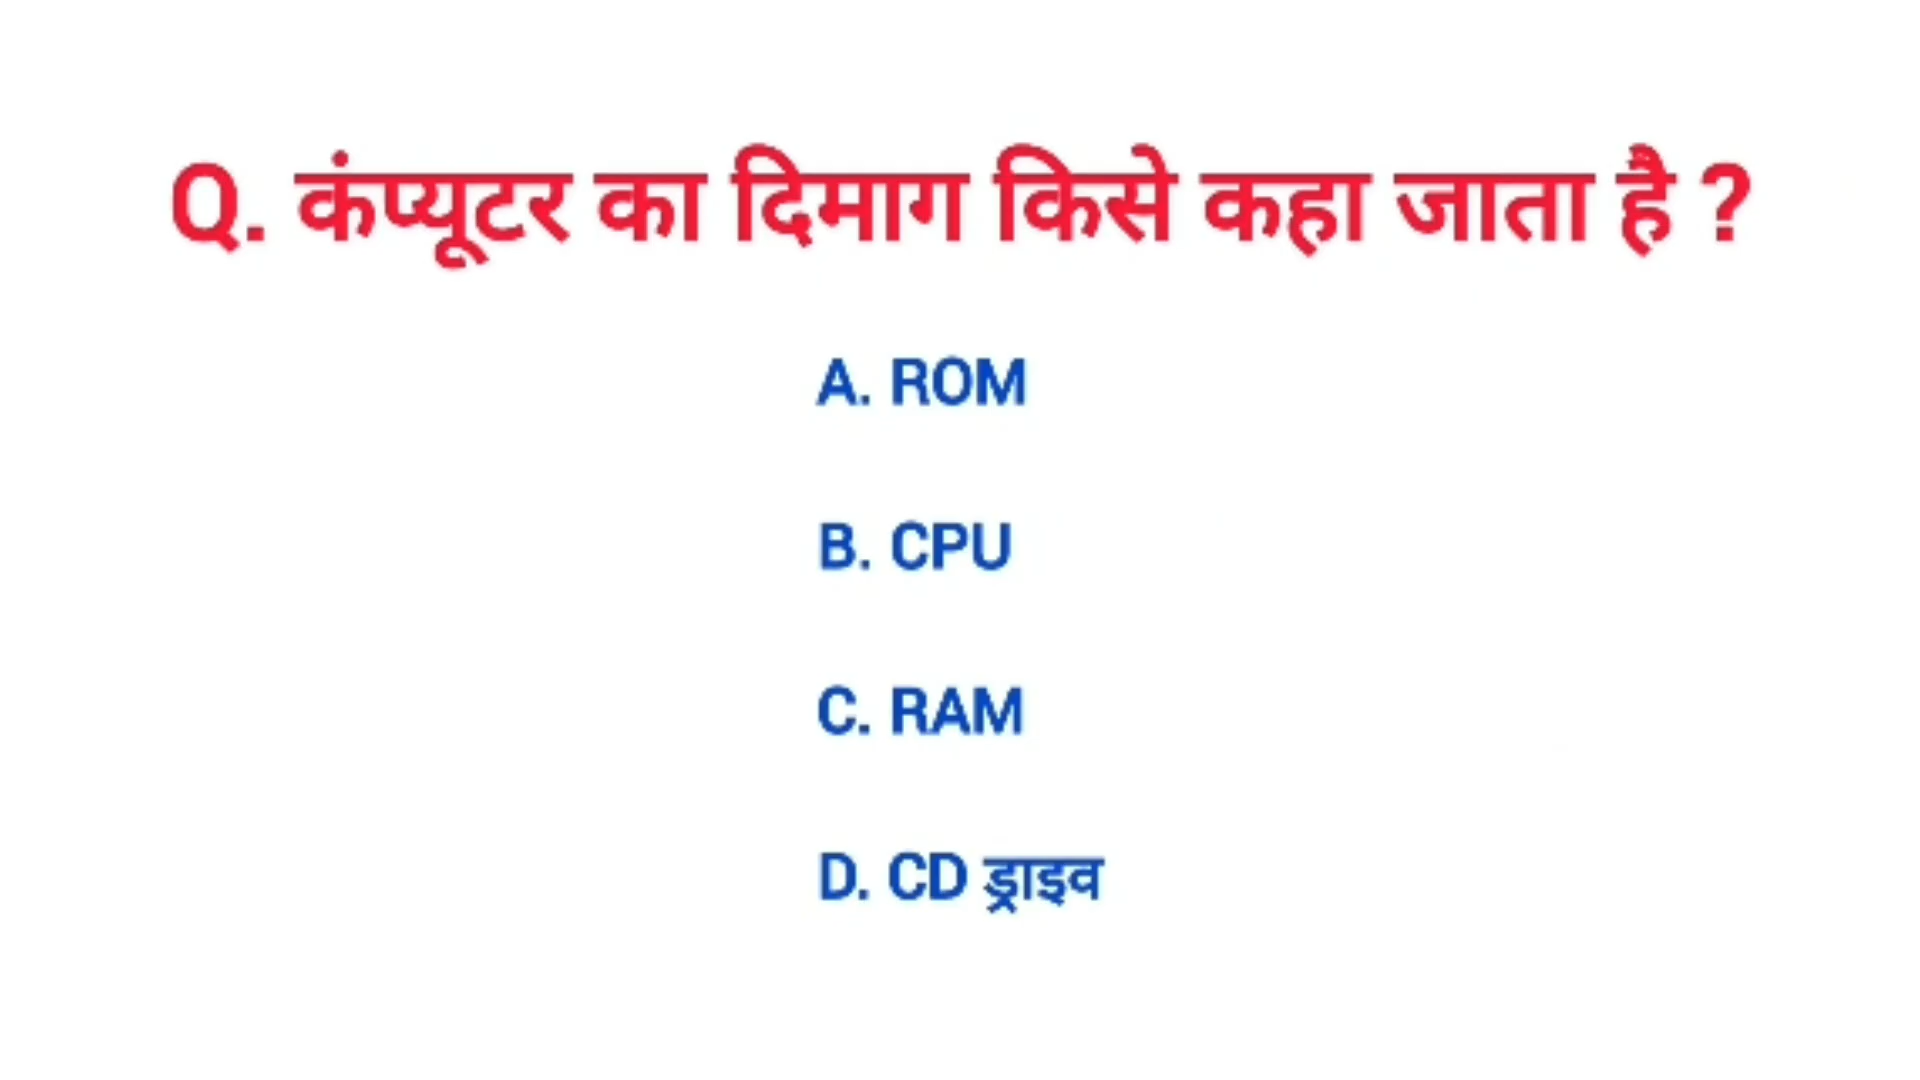 Q. कंप्यूटर का दिमाग किसे कहा जाता है ?
A. ROM
B. CPU
C. RAM
D. CD ड्राइव